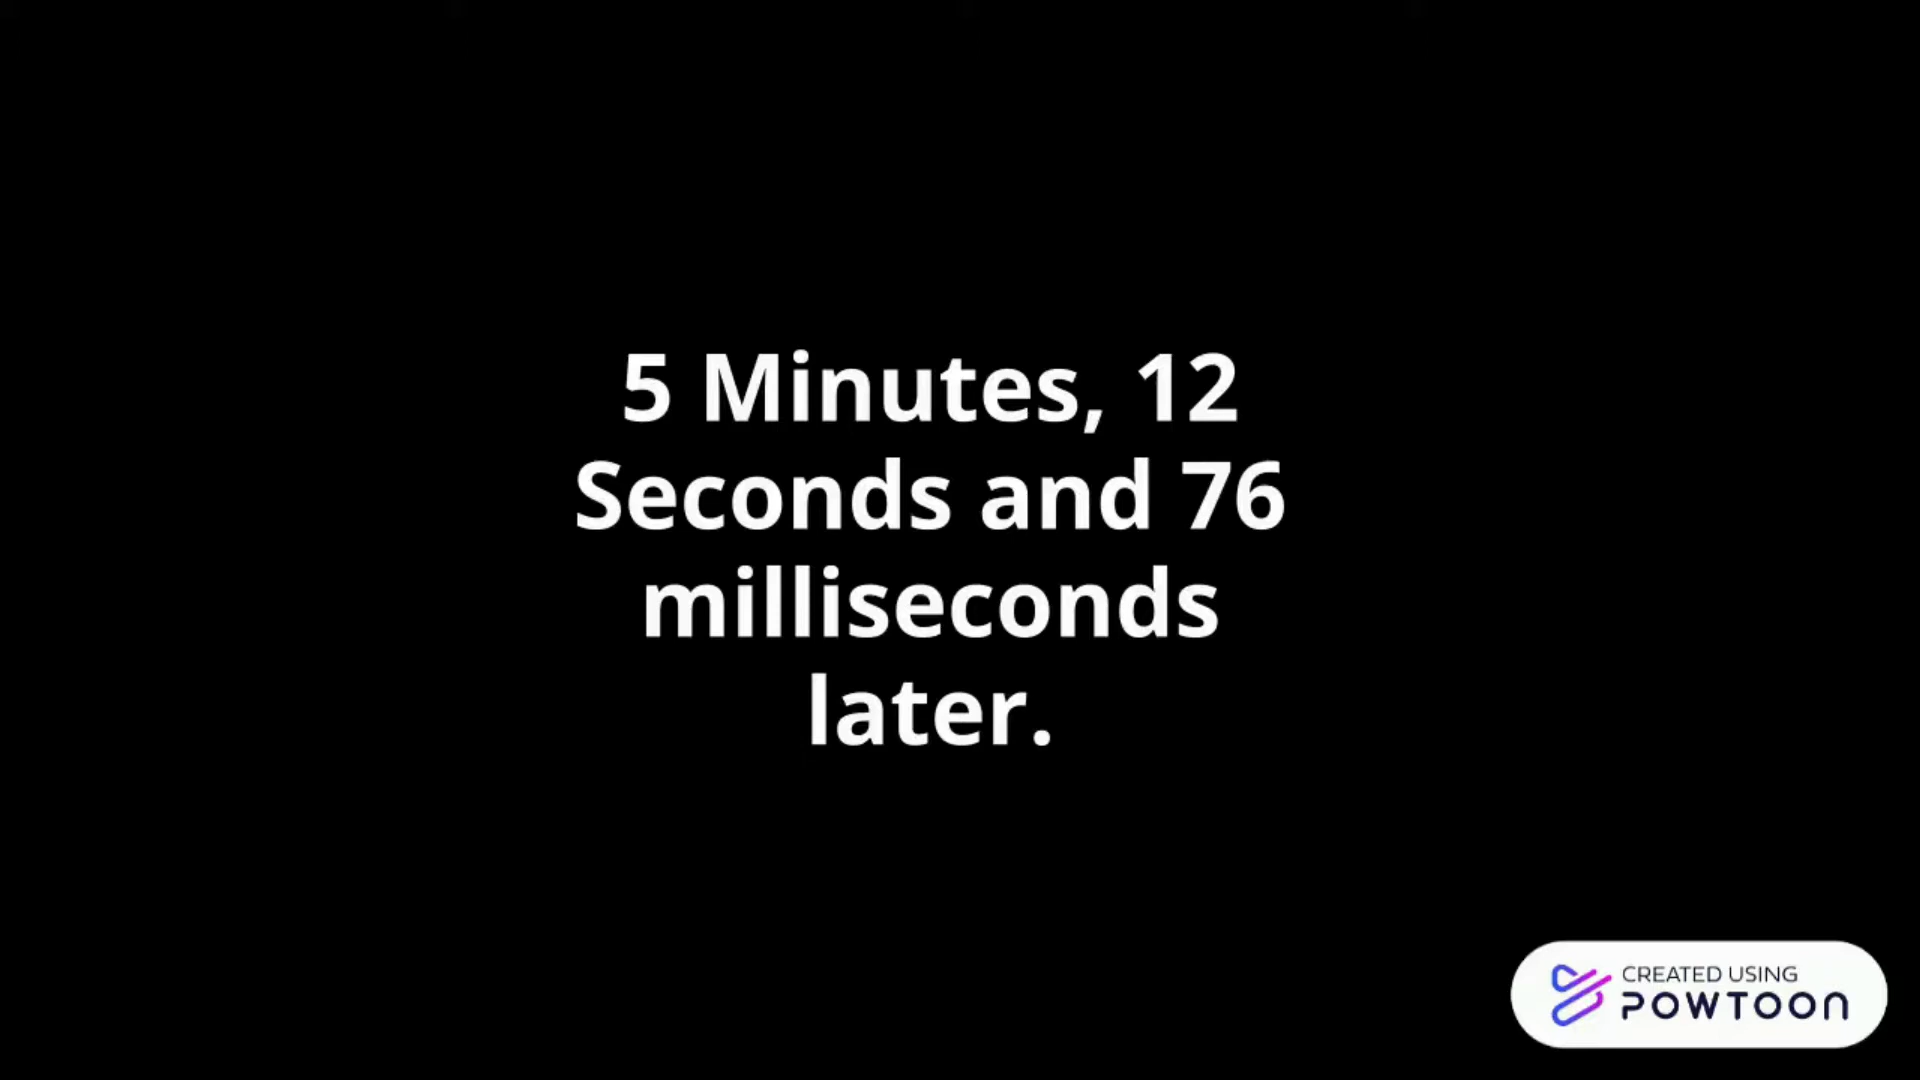 5 Minutes, 12
Seconds and 76
milliseconds
later.
CREATED USING
POWTOON